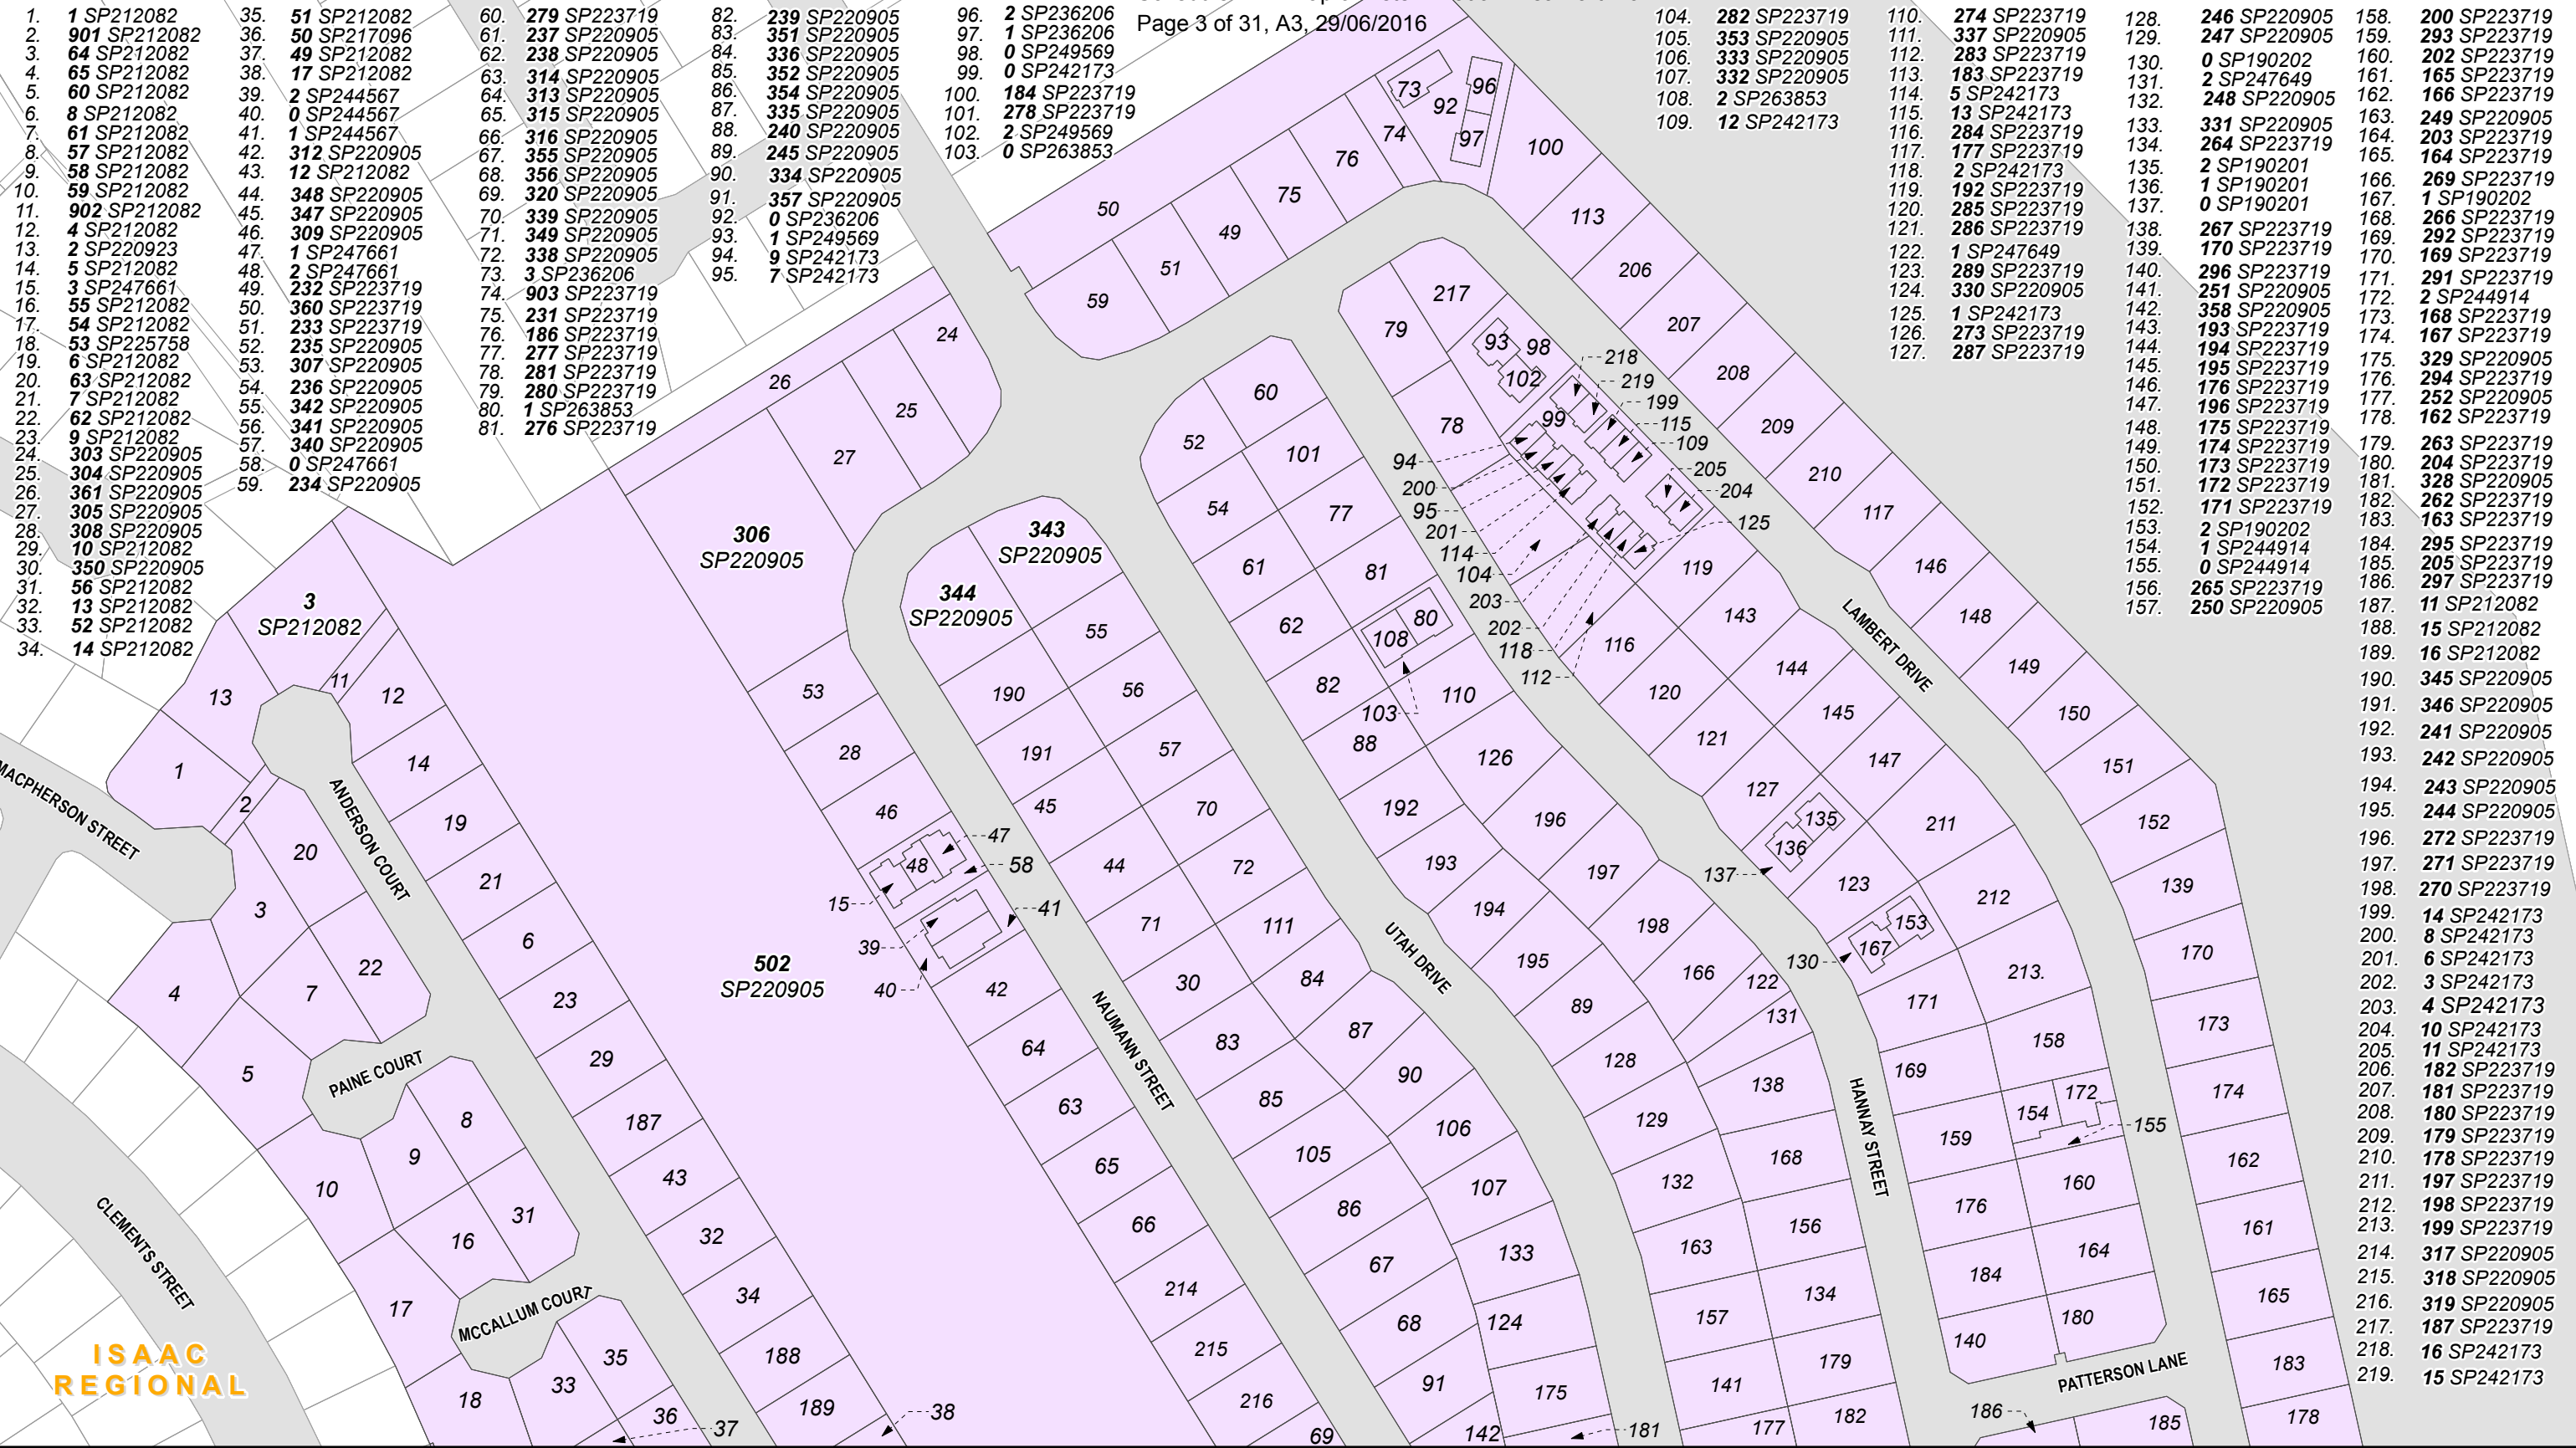 Page 3 of 31, A3, 29/06/2016
1. 1 SP212082
2. 901 SP212082
3. 64 SP212082
4. 65 SP212082
5. 60 SP212082
6. 8 SP212082
7. 61 SP212082
8. 57 SP212082
9. 58 SP212082
10. 59 SP212082
11. 902 SP212082
12. 4 SP212082
13. 2 SP220923
14. 5 SP212082
15. 3 SP247661
16. 55 SP212082
17. 54 SP212082
18. 53 SP225758
19. 6 SP212082
20. 63 SP212082
21. 7 SP212082
22. 62 SP212082
23. 9 SP212082
24. 303 SP220905
25. 304 SP220905
26. 361 SP220905
27. 305 SP220905
28. 308 SP220905
29. 10 SP212082
30. 350 SP220905
31. 56 SP212082
32. 13 SP212082
33. 52 SP212082
34. 14 SP212082
35. 51 SP212082
36. 50 SP217096
37. 49 SP212082
38. 17 SP212082
39. 2 SP244567
40. 0 SP244567
41. 1 SP244567
42. 312 SP220905
43. 12 SP212082
44. 348 SP220905
45. 347 SP220905
46. 309 SP220905
47. 1 SP247661
48. 2 SP247661
49. 232 SP223719
50. 360 SP223719
51. 233 SP223719
52. 235 SP220905
53. 307 SP220905
54. 236 SP220905
55. 342 SP220905
56. 341 SP220905
57. 340 SP220905
58. 0 SP247661
59. 234 SP220905
60. 279 SP223719
61. 237 SP220905
62. 238 SP220905
63. 314 SP220905
64. 313 SP220905
65. 315 SP220905
66. 316 SP220905
67. 355 SP220905
68. 356 SP220905
69. 320 SP220905
70. 339 SP220905
71. 349 SP220905
72. 338 SP220905
73. 3 SP236206
74. 903 SP223719
75. 231 SP223719
76. 186 SP223719
77. 277 SP223719
78. 281 SP223719
79. 280 SP223719
80. 1 SP263853
81. 276 SP223719
82. 239 SP220905
83. 351 SP220905
84. 336 SP220905
85. 352 SP220905
86. 354 SP220905
87. 335 SP220905
88. 240 SP220905
89. 245 SP220905
90. 334 SP220905
91. 357 SP220905
92. 0 SP236206
93. 1 SP249569
94. 9 SP242173
95. 7 SP242173
96. 2 SP236206
97. 1 SP236206
98. 0 SP249569
99. 0 SP242173
100. 184 SP223719
101. 278 SP223719
102. 2 SP249569
103. 0 SP263853
104. 282 SP223719
105. 353 SP220905
106. 333 SP220905
107. 332 SP220905
108. 2 SP263853
109. 12 SP242173
110. 274 SP223719
111. 337 SP220905
112. 283 SP223719
113. 183 SP223719
114. 5 SP242173
115. 13 SP242173
116. 284 SP223719
117. 177 SP223719
118. 2 SP242173
119. 192 SP223719
120. 285 SP223719
121. 286 SP223719
122. 1 SP247649
123. 289 SP223719
124. 330 SP220905
125. 1 SP242173
126. 273 SP223719
127. 287 SP223719
128. 246 SP220905
129. 247 SP220905
130. 0 SP190202
131. 2 SP247649
132. 248 SP220905
133. 331 SP220905
134. 264 SP223719
135. 2 SP190201
136. 1 SP190201
137. 0 SP190201
138. 267 SP223719
139. 170 SP223719
140. 296 SP223719
141. 251 SP220905
142. 358 SP220905
143. 193 SP223719
144. 194 SP223719
145. 195 SP223719
146. 176 SP223719
147. 196 SP223719
148. 175 SP223719
149. 174 SP223719
150. 173 SP223719
151. 172 SP223719
152. 171 SP223719
153. 2 SP190202
154. 1 SP244914
155. 0 SP244914
156. 265 SP223719
157. 250 SP220905
158. 200 SP223719
159. 293 SP223719
160. 202 SP223719
161. 165 SP223719
162. 166 SP223719
163. 249 SP220905
164. 203 SP223719
165. 164 SP223719
166. 269 SP223719
167. 1 SP190202
168. 266 SP223719
169. 292 SP223719
170. 169 SP223719
171. 291 SP223719
172. 2 SP244914
173. 168 SP223719
174. 167 SP223719
175. 329 SP220905
176. 294 SP223719
177. 252 SP220905
178. 162 SP223719
179. 263 SP223719
180. 204 SP223719
181. 328 SP220905
182. 262 SP223719
183. 163 SP223719
184. 295 SP223719
185. 205 SP223719
186. 297 SP223719
187. 11 SP212082
188. 15 SP212082
189. 16 SP212082
190. 345 SP220905
191. 346 SP220905
192. 241 SP220905
193. 242 SP220905
194. 243 SP220905
195. 244 SP220905
196. 272 SP223719
197. 271 SP223719
198. 270 SP223719
199. 14 SP242173
200. 8 SP242173
201. 6 SP242173
202. 3 SP242173
203. 4 SP242173
204. 10 SP242173
205. 11 SP242173
206. 182 SP223719
207. 181 SP223719
208. 180 SP223719
209. 179 SP223719
210. 178 SP223719
211. 197 SP223719
212. 198 SP223719
213. 199 SP223719
214. 317 SP220905
215. 318 SP220905
216. 319 SP220905
217. 187 SP223719
218. 16 SP242173
219. 15 SP242173
306
SP220905
343
SP220905
344
SP220905
3
SP212082
502
SP220905
MACPHERSON STREET
ANDERSON COURT
PAINE COURT
MCCALLUM COURT
CLEMENTS STREET
NAUMANN STREET
UTAH DRIVE
HANNAY STREET
LAMBERT DRIVE
PATTERSON LANE
ISAAC
REGIONAL